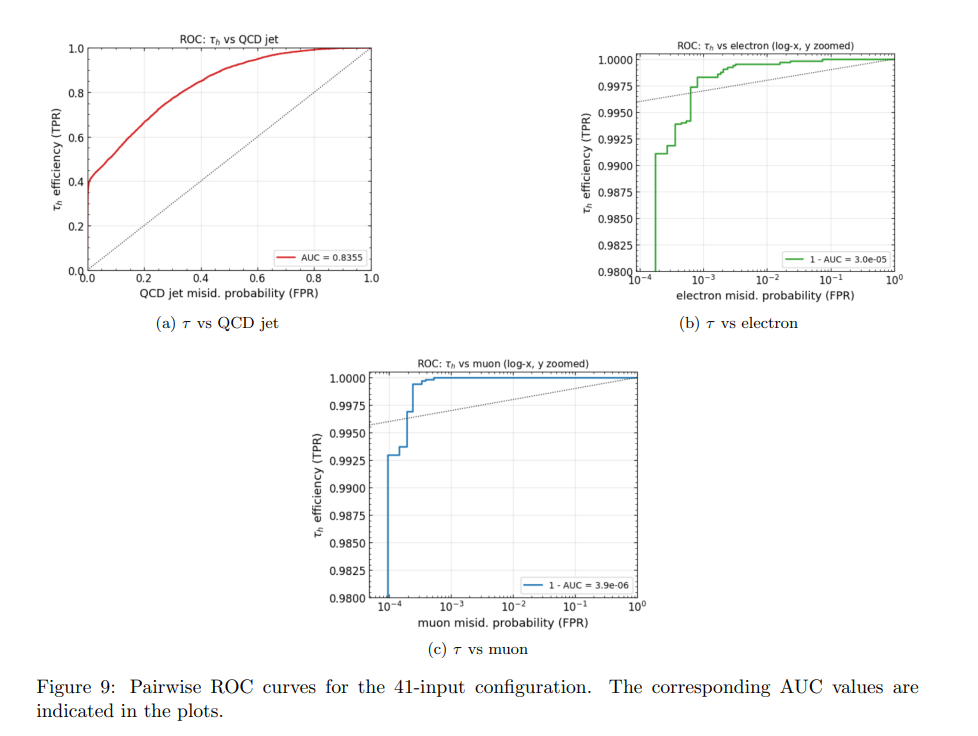 ROC: τh vs QCD jet
1.0
0.8
0.6
0.4
0.2
0.0
τh efficiency (TPR)
AUC = 0.8355
0.0 0.2 0.4 0.6 0.8 1.0
QCD jet misid. probability (FPR)
(a) τ vs QCD jet
ROC: τh vs electron (log-x, y zoomed)
1.0000
0.9975
0.9950
0.9925
0.9900
0.9875
0.9850
0.9825
0.9800
τh efficiency (TPR)
1 - AUC = 3.0e-05
10⁻⁴ 10⁻³ 10⁻² 10⁻¹ 10⁰
electron misid. probability (FPR)
(b) τ vs electron
ROC: τh vs muon (log-x, y zoomed)
1.0000
0.9975
0.9950
0.9925
0.9900
0.9875
0.9850
0.9825
0.9800
τh efficiency (TPR)
1 - AUC = 3.9e-06
10⁻⁴ 10⁻³ 10⁻² 10⁻¹ 10⁰
muon misid. probability (FPR)
(c) τ vs muon
Figure 9: Pairwise ROC curves for the 41-input configuration. The corresponding AUC values are
indicated in the plots.